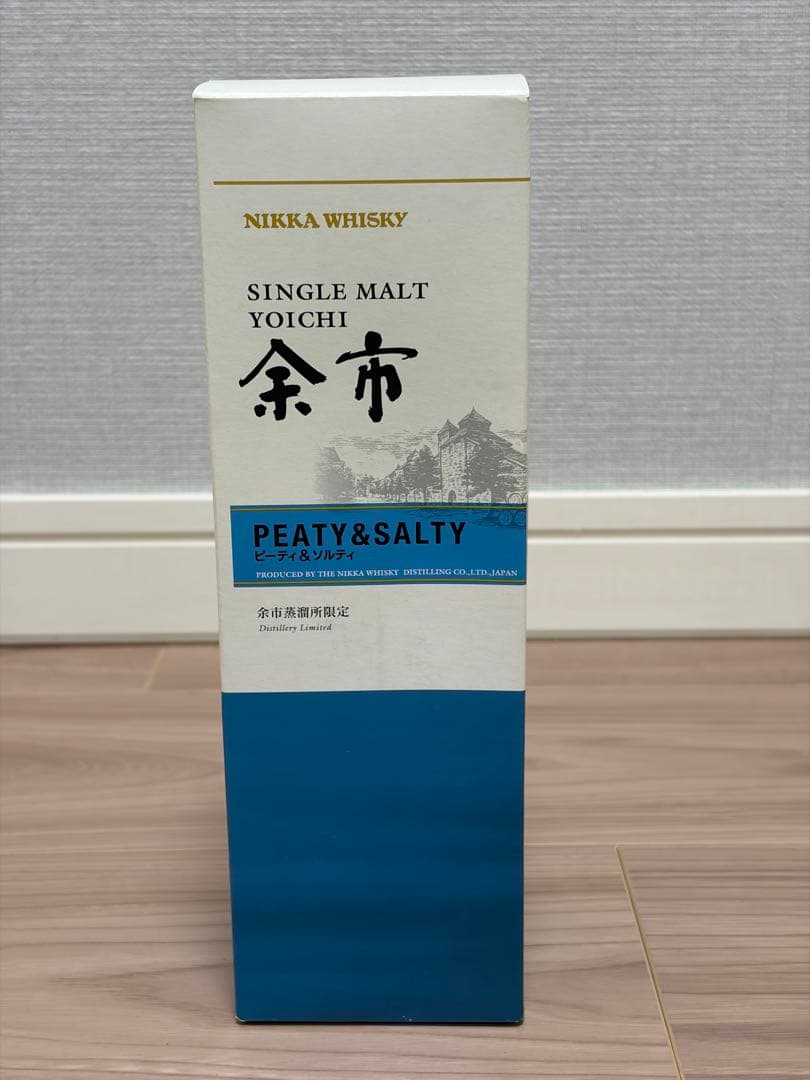 NIKKA WHISKY
SINGLE MALT
YOICHI
余市
PEATY&SALTY
ピーティ&ソルティ
PRODUCED BY THE NIKKA WHISKY DISTILLING CO.,LTD.,JAPAN
余市蒸溜所限定
Distillery Limited